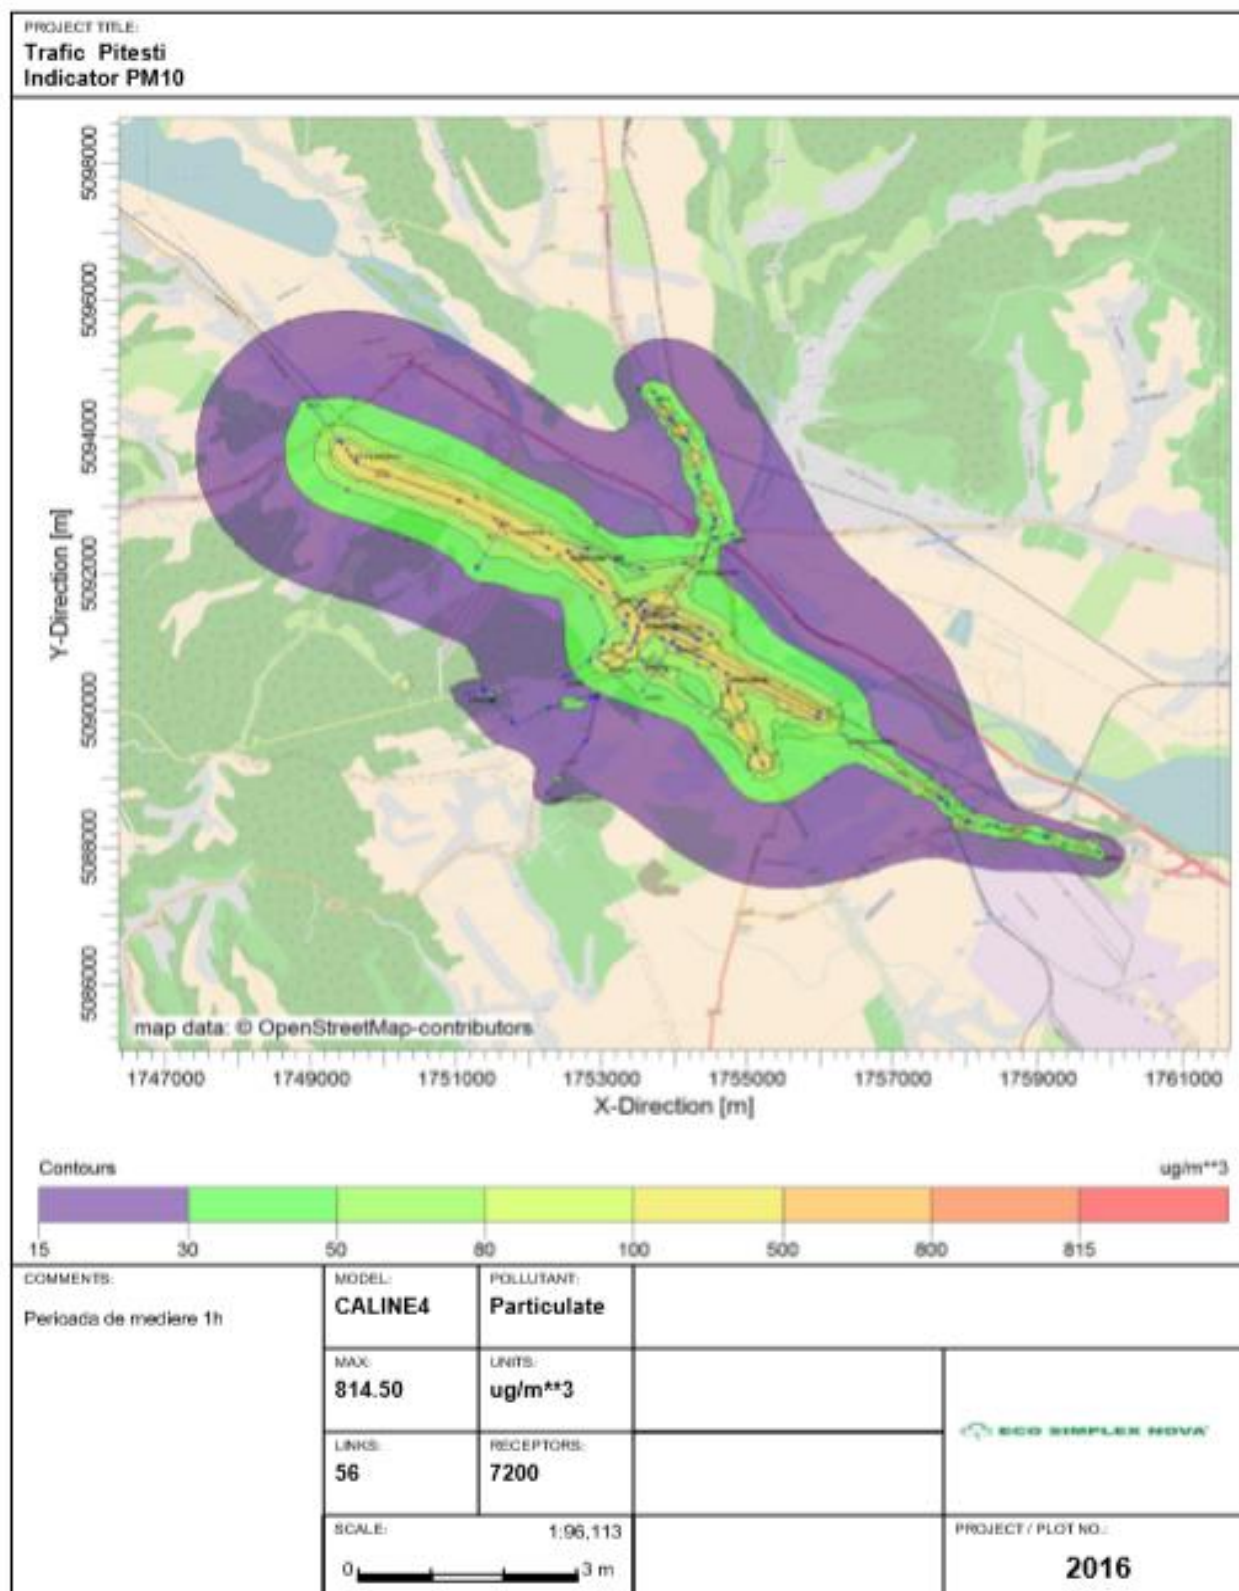 PROJECT TITLE:
Trafic Pitesti
Indicator PM10
5098000
5096000
5094000
5092000
5090000
5088000
5086000
Y-Direction [m]
map data: © OpenStreetMap-contributors
1747000 1749000 1751000 1753000 1755000 1757000 1759000 1761000
X-Direction [m]
Contours ug/m**3
15 30 50 80 100 500 800 815
COMMENTS:
Perioada de mediere 1h
MODEL:
CALINE4
POLLUTANT:
Particulate
MAX:
814.50
UNITS:
ug/m**3
LINKS:
56
RECEPTORS:
7200
ECO SIMPLEX NOVA
SCALE: 1:96,113
0 3 m
PROJECT / PLOT NO.:
2016